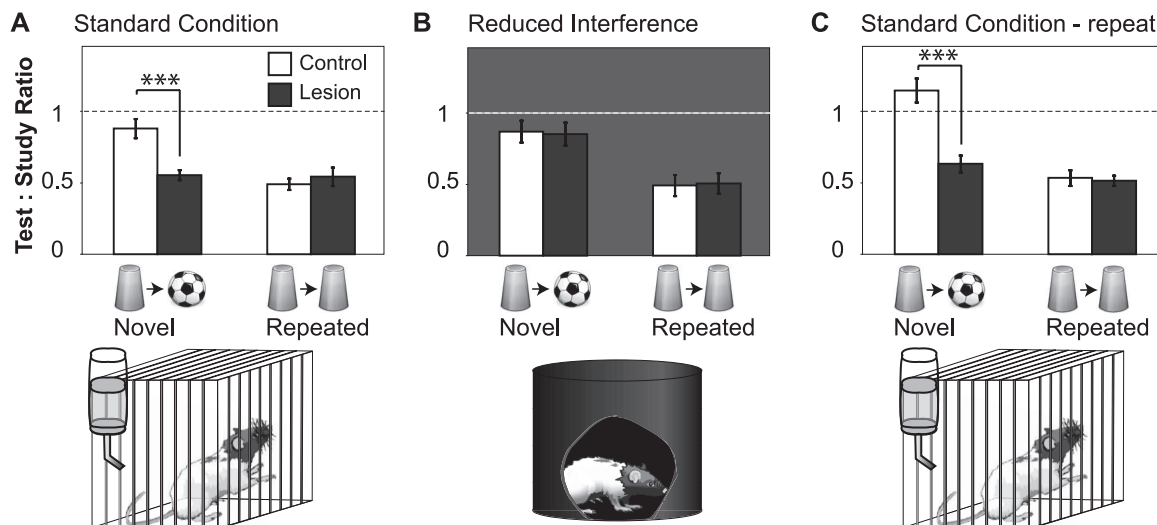 A Standard Condition
B Reduced Interference
C Standard Condition - repeat
Test : Study Ratio
1
0.5
0
***
Control
Lesion
Novel
Repeated
1
0.5
0
Novel
Repeated
1
0.5
0
***
Novel
Repeated